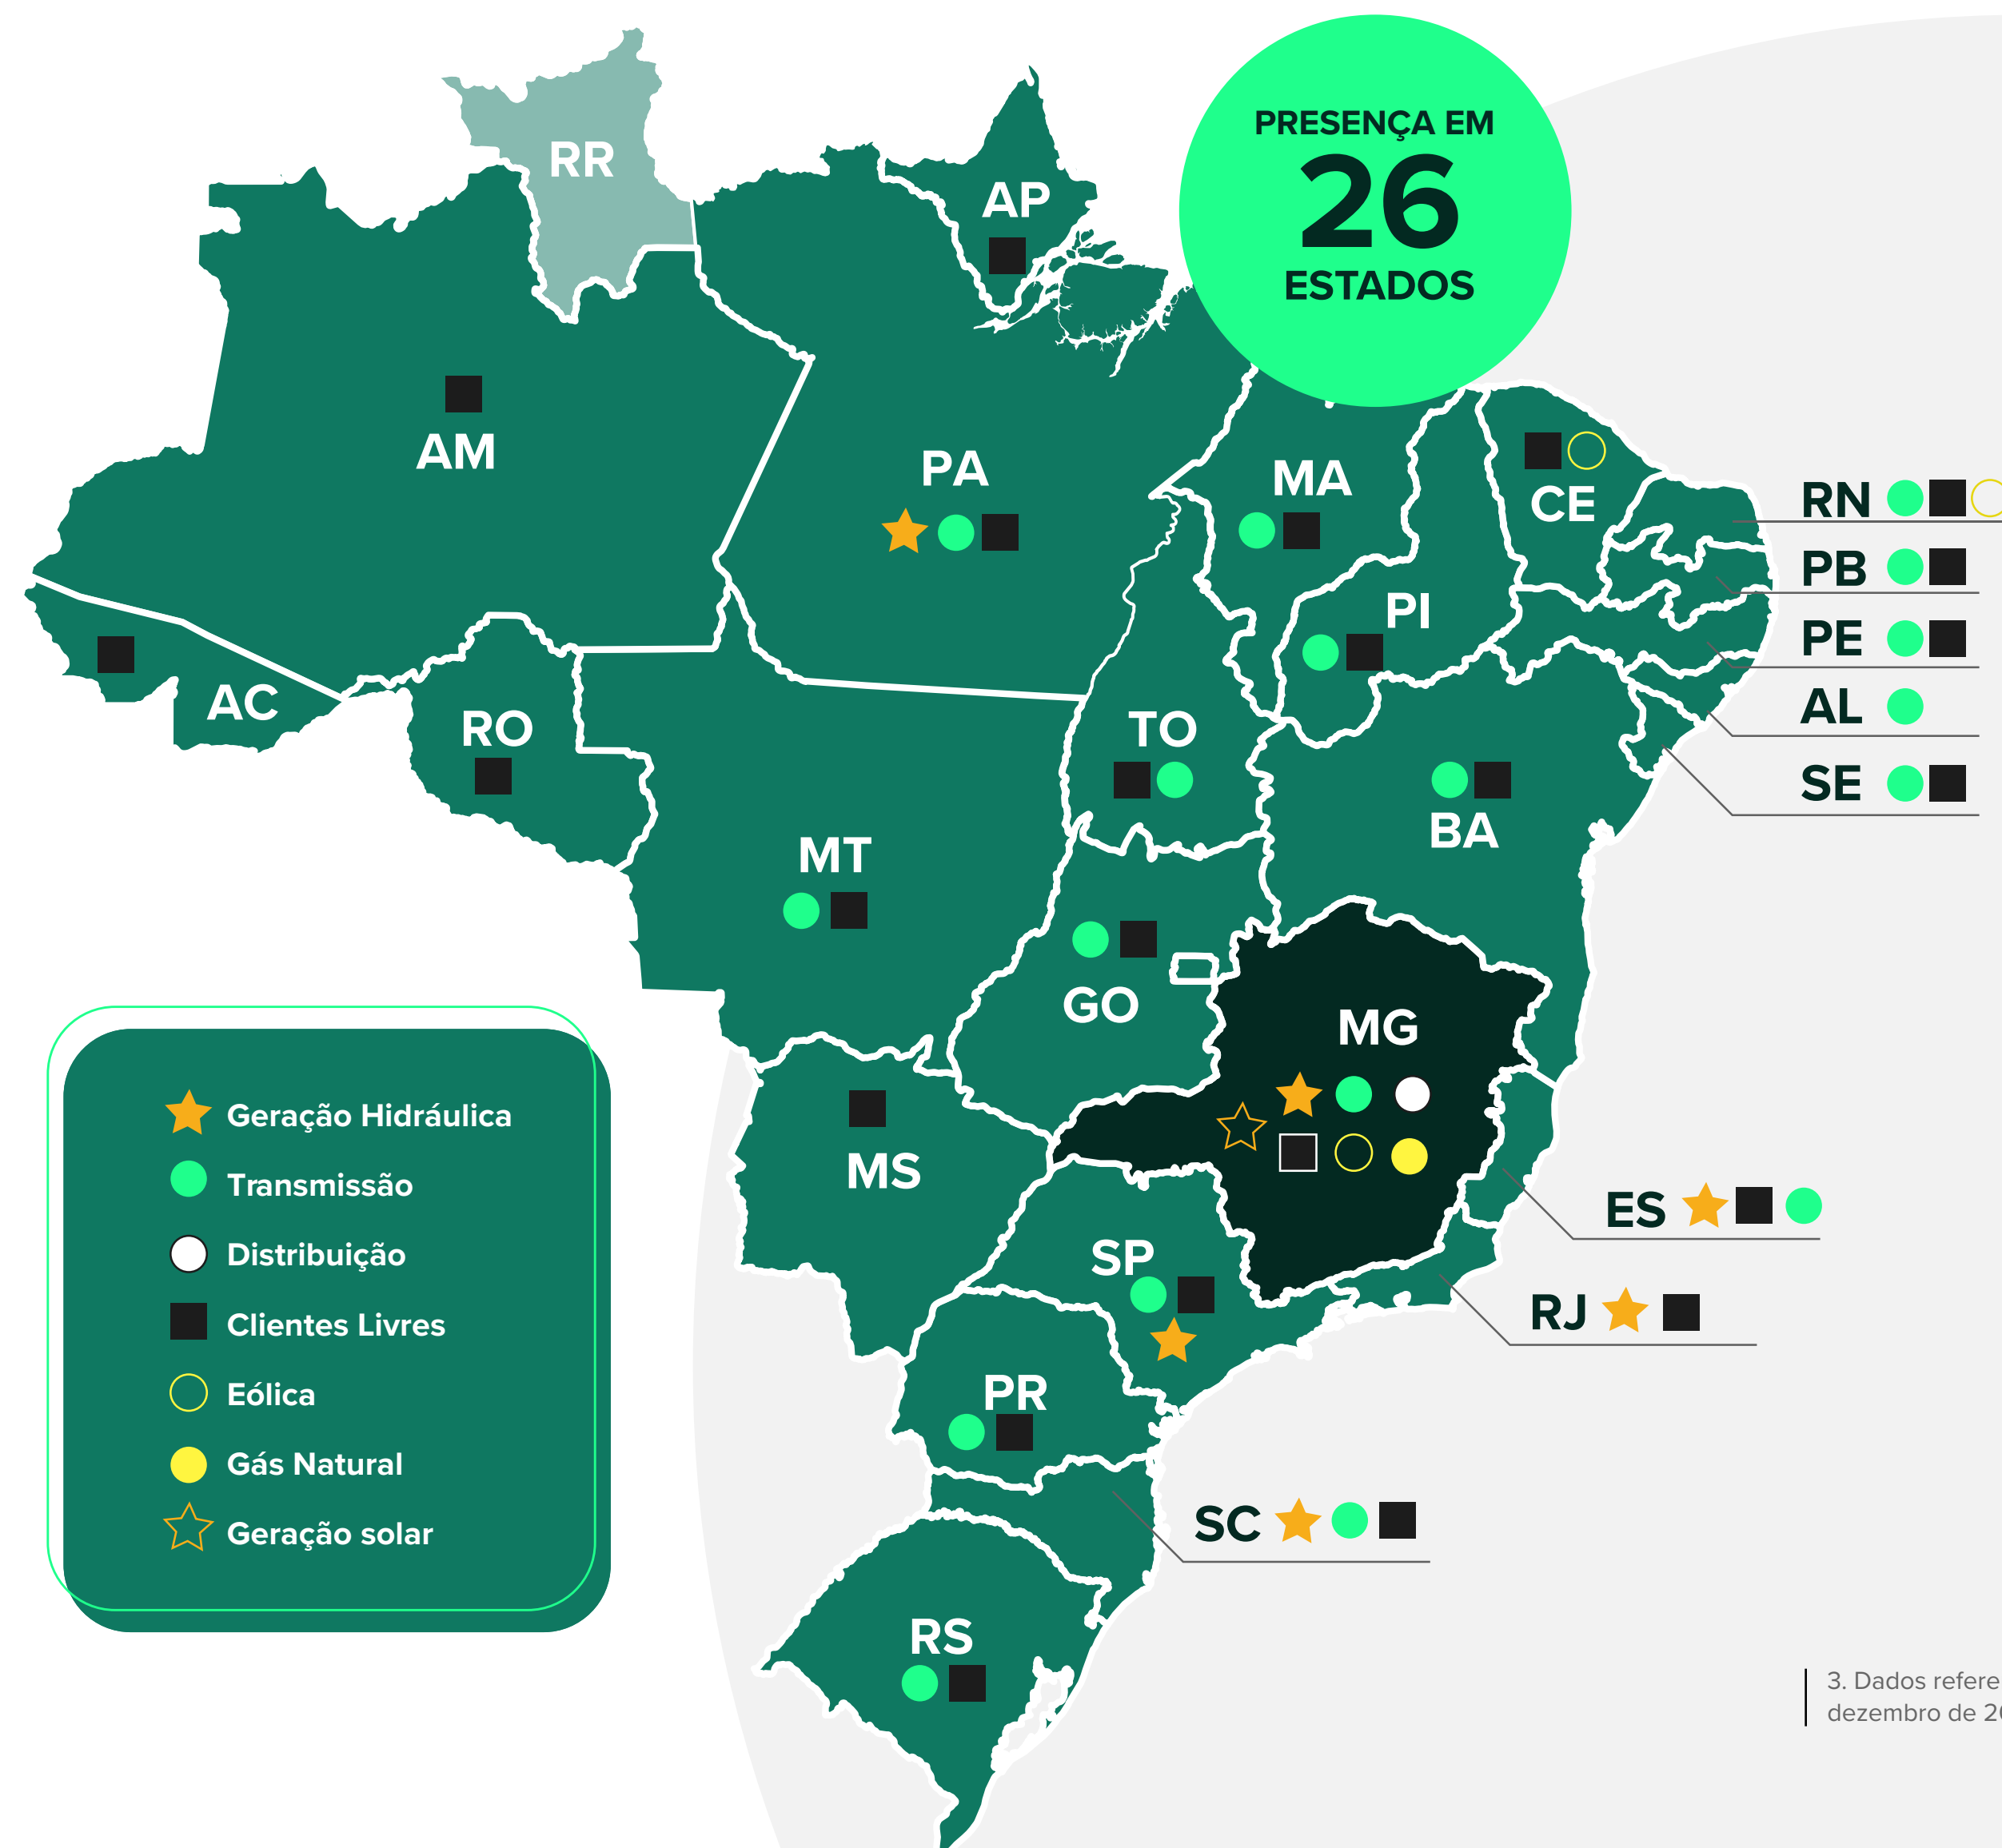 PRESENÇA EM
26
ESTADOS
RR
AP
AM
PA
MA
CE
RN
PB
PI
PE
AC
AL
RO
TO
SE
BA
MT
GO
MG
MS
ES
SP
RJ
PR
SC
RS
Geração Hidráulica
Transmissão
Distribuição
Clientes Livres
Eólica
Gás Natural
Geração solar
3. Dados
dezembro de